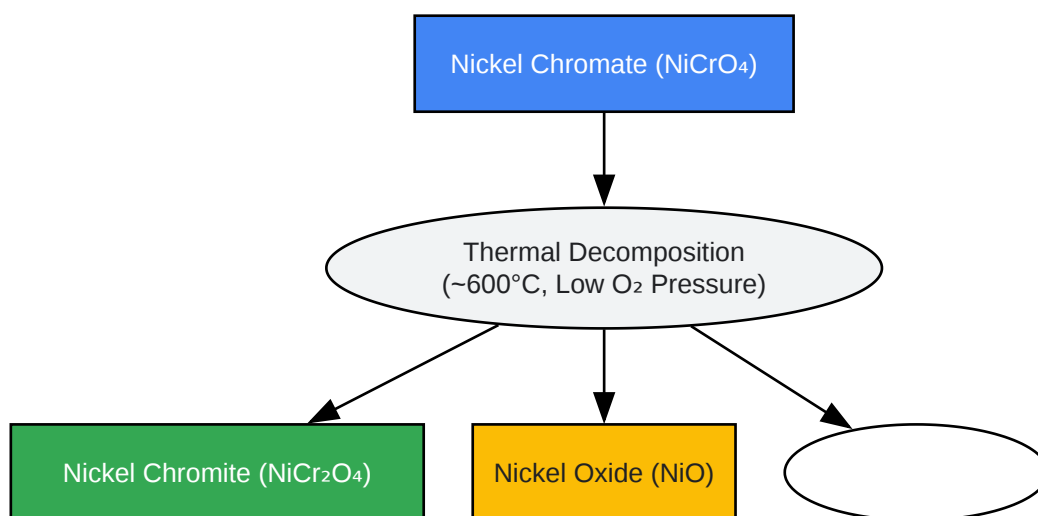 Nickel Chromate (NiCrO₄)
Thermal Decomposition
(~600°C, Low O₂ Pressure)
Nickel Chromite (NiCr₂O₄)
Nickel Oxide (NiO)